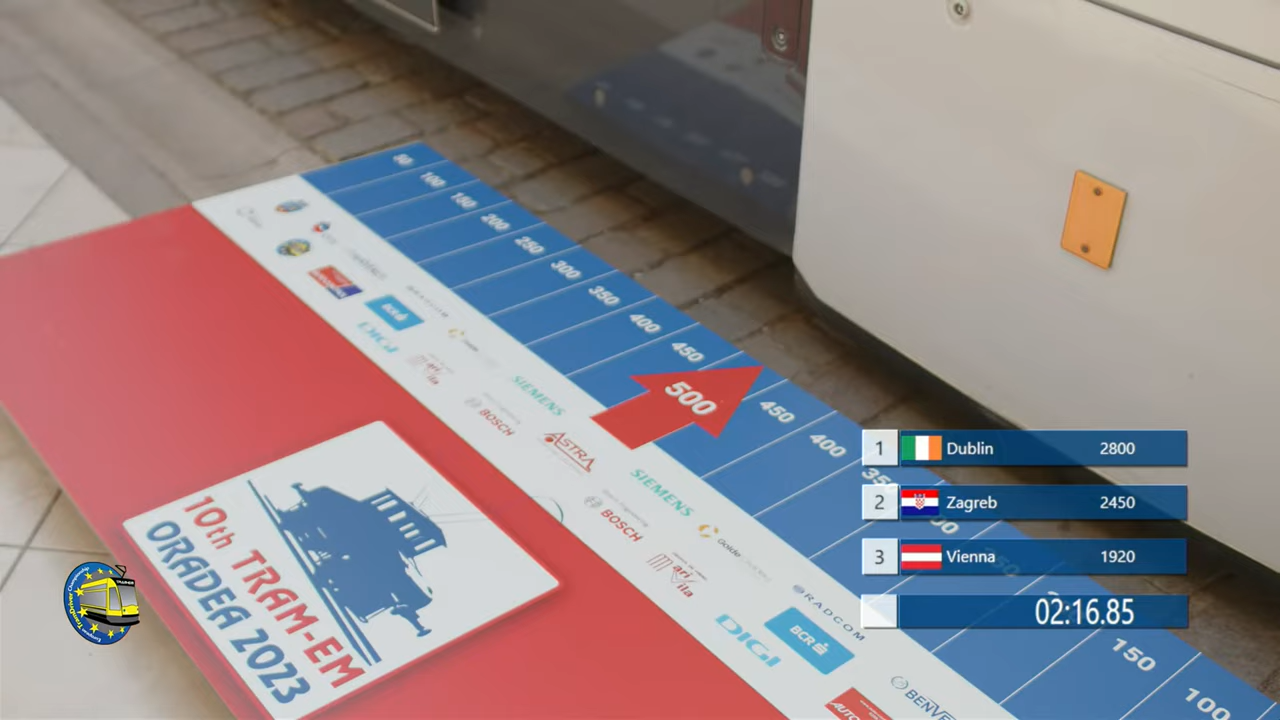 50
100
150
200
250
300
350
400
450
500
450
400
150
100
BCR
DIGI
SIEMENS
BOSCH
ASTRA
SIEMENS
BOSCH
mari
vila
RADCOM
BCR
DIGI
10th TRAM-EM
ORADEA 2023
1 Dublin 2800
2 Zagreb 2450
3 Vienna 1920
02:16.85